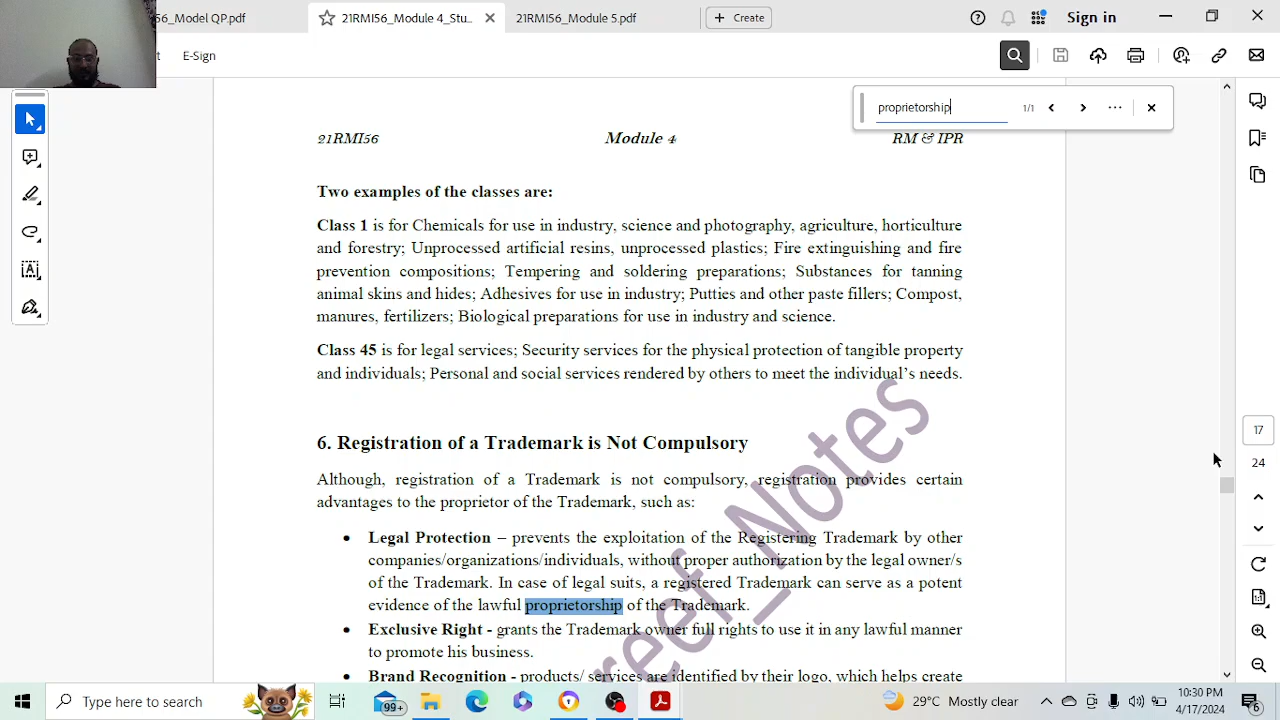 56_Model QP.pdf
21RMI56_Module 4_Stu...
21RMI56_Module 5.pdf
Create
Sign in
E-Sign
proprietorship
1/1
21RMI56 Module 4 RM & IPR
Two examples of the classes are:
Class 1 is for Chemicals for use in industry, science and photography, agriculture, horticulture
and forestry; Unprocessed artificial resins, unprocessed plastics; Fire extinguishing and fire
prevention compositions; Tempering and soldering preparations; Substances for tanning
animal skins and hides; Adhesives for use in industry; Putties and other paste fillers; Compost,
manures, fertilizers; Biological preparations for use in industry and science.
Class 45 is for legal services; Security services for the physical protection of tangible property
and individuals; Personal and social services rendered by others to meet the individual's needs.
6. Registration of a Trademark is Not Compulsory
Although, registration of a Trademark is not compulsory, registration provides certain
advantages to the proprietor of the Trademark, such as:
• Legal Protection – prevents the exploitation of the Registering Trademark by other
companies/organizations/individuals, without proper authorization by the legal owner/s
of the Trademark. In case of legal suits, a registered Trademark can serve as a potent
evidence of the lawful proprietorship of the Trademark.
• Exclusive Right - grants the Trademark owner full rights to use it in any lawful manner
to promote his business.
• Brand Recognition - products/ services are identified by their logo, which helps create
reef_Notes
17
24
Type here to search
99+
29°C Mostly clear
10:30 PM
4/17/2024
6